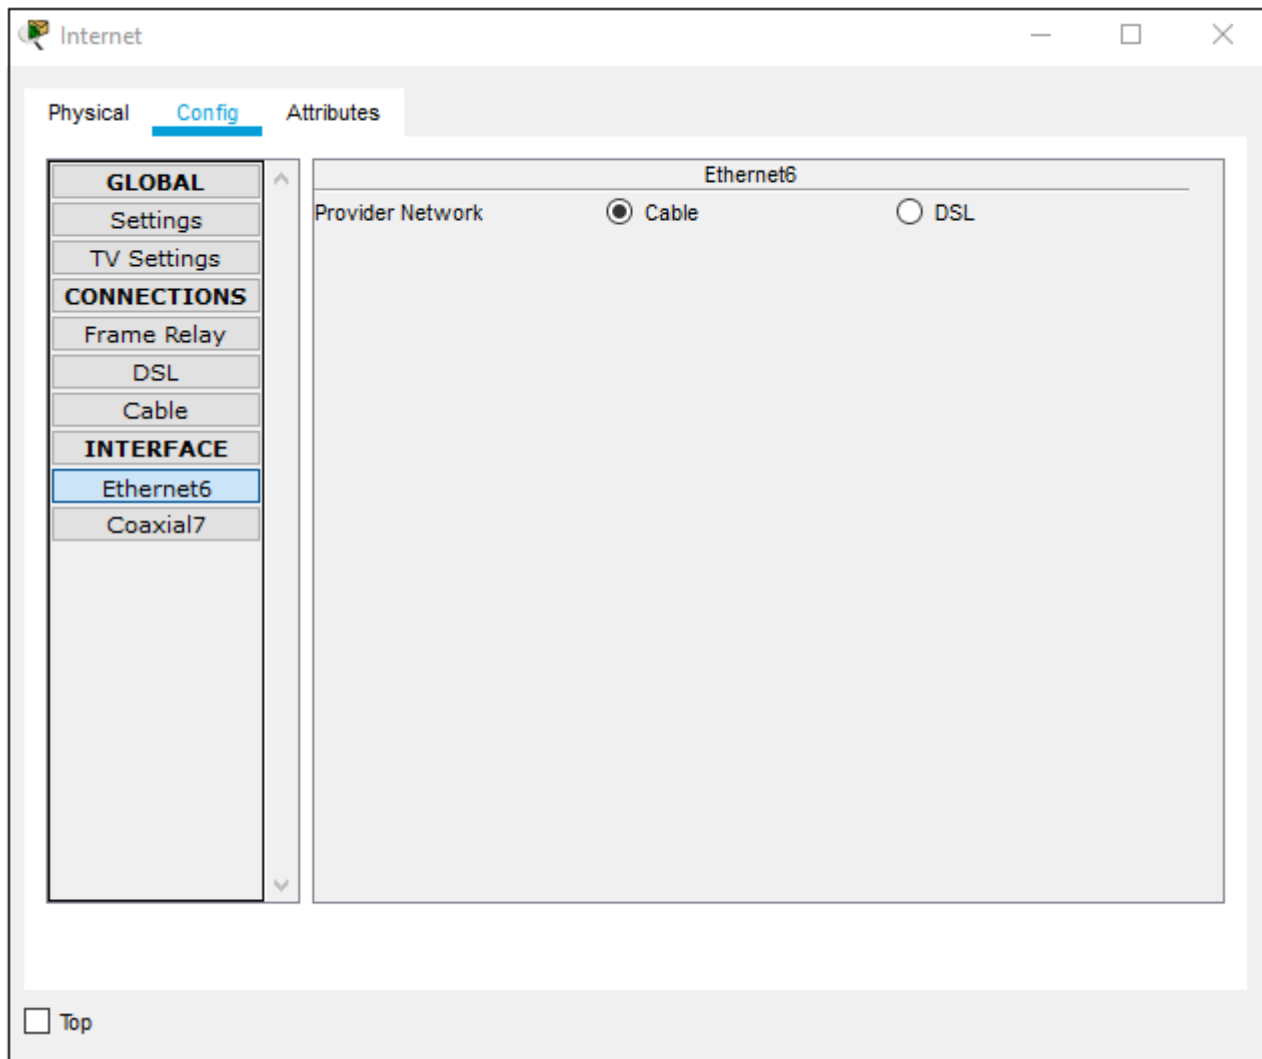 Internet
Physical Config Attributes
GLOBAL
Settings
TV Settings
CONNECTIONS
Frame Relay
DSL
Cable
INTERFACE
Ethernet6
Coaxial7
Ethernet6
Provider Network Cable DSL
Top